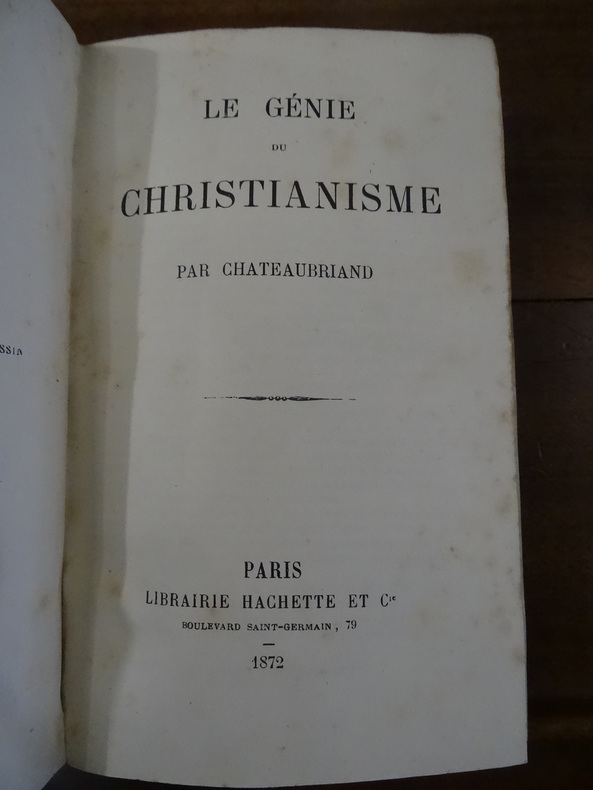 LE GÉNIE
DU
CHRISTIANISME
PAR CHATEAUBRIAND
PARIS
LIBRAIRIE HACHETTE ET Cie
BOULEVARD SAINT-GERMAIN, 79
1872